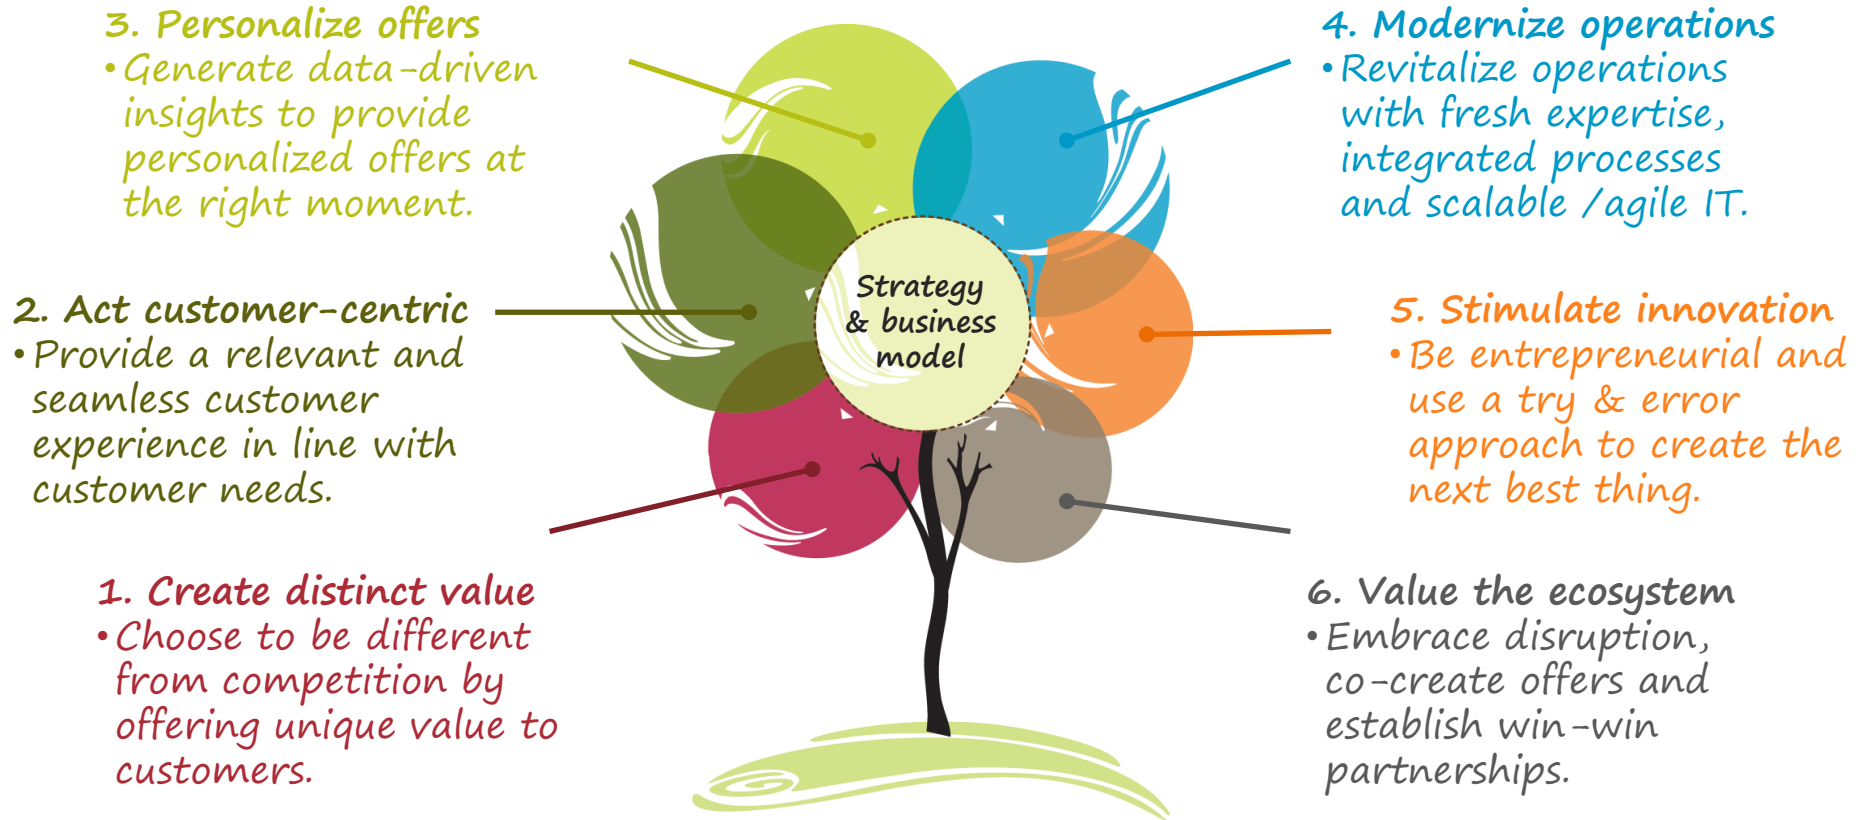 3. Personalize offers
• Generate data-driven
insights to provide
personalized offers at
the right moment.
2. Act customer-centric
• Provide a relevant and
seamless customer
experience in line with
customer needs.
1. Create distinct value
• Choose to be different
from competition by
offering unique value to
customers.
Strategy
& business
model
4. Modernize operations
• Revitalize operations
with fresh expertise,
integrated processes
and scalable /agile IT.
5. Stimulate innovation
• Be entrepreneurial and
use a try & error
approach to create the
next best thing.
6. Value the ecosystem
• Embrace disruption,
co-create offers and
establish win-win
partnerships.